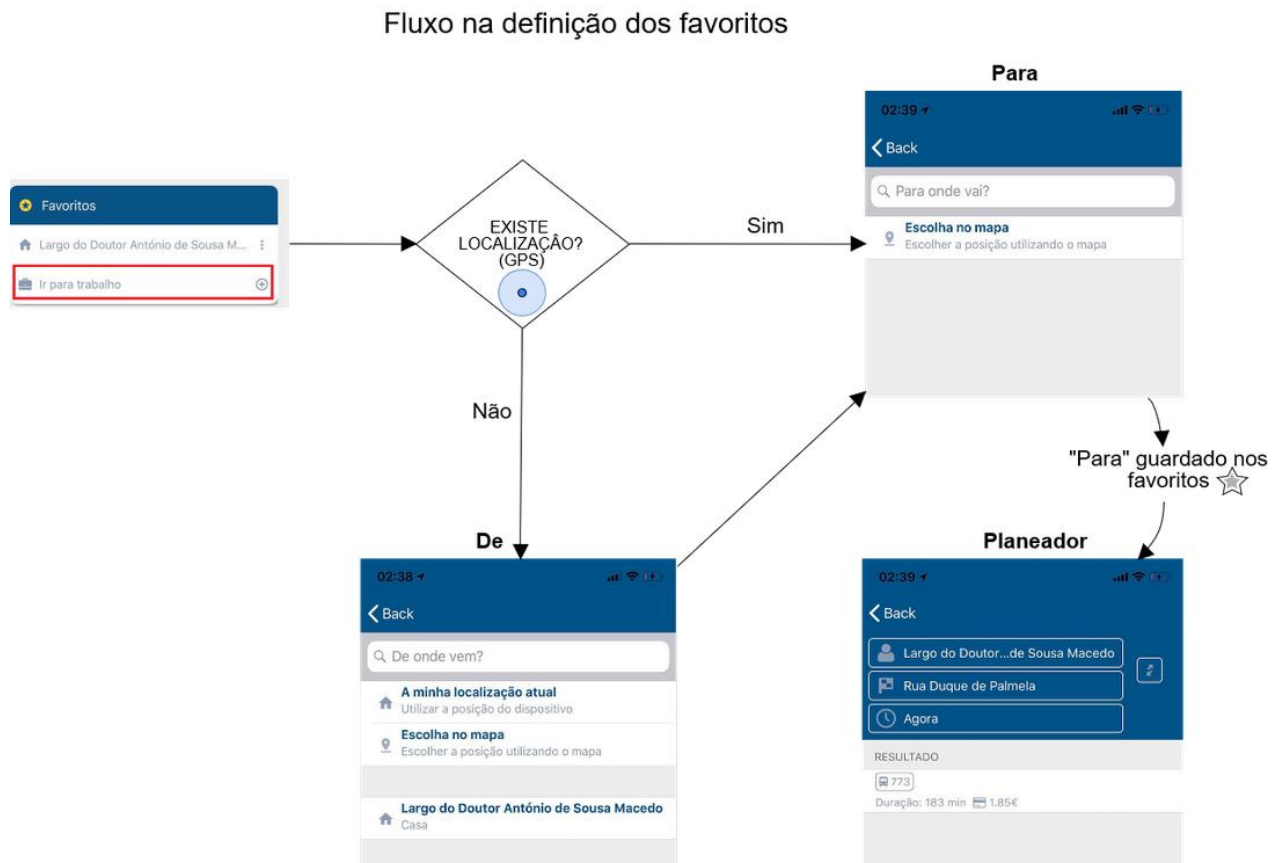 Fluxo na definição dos favoritos
Favoritos
Largo do Doutor António de Sousa M...
Ir para trabalho
EXISTE
LOCALIZAÇÂO?
(GPS)
Sim
Para
02:39
Back
Para onde vai?
Escolha no mapa
Escolher a posição utilizando o mapa
Não
"Para" guardado nos
favoritos
De
02:38
Back
De onde vem?
A minha localização atual
Utilizar a posição do dispositivo
Escolha no mapa
Escolher a posição utilizando o mapa
Largo do Doutor António de Sousa Macedo
Casa
Planeador
02:39
Back
Largo do Doutor...de Sousa Macedo
Rua Duque de Palmela
Agora
RESULTADO
773
Duração: 183 min 1.85€